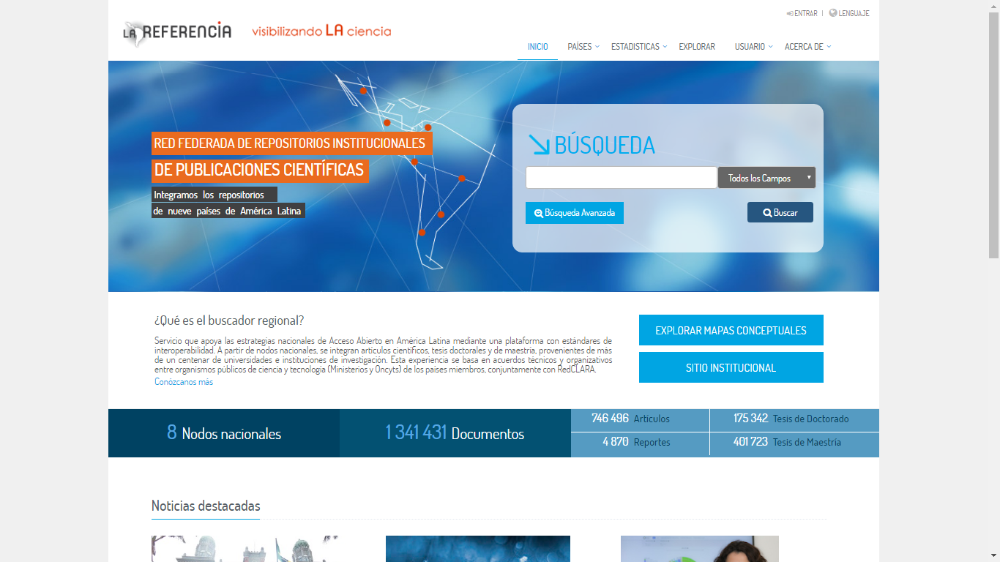 ENTRAR | LENGUAJE
LA REFERENCIA
visibilizando LA ciencia
INICIO PAÍSES ESTADISTICAS EXPLORAR USUARIO ACERCA DE
RED FEDERADA DE REPOSITORIOS INSTITUCIONALES
DE PUBLICACIONES CIENTÍFICAS
Integramos los repositorios
de nueve países de América Latina
BÚSQUEDA
Todos los Campos
Búsqueda Avanzada
Buscar
¿Qué es el buscador regional?
Servicio que apoya las estrategias nacionales de Acceso Abierto en América Latina mediante una plataforma con estándares de
interoperabilidad. A partir de nodos nacionales, se integran artículos científicos, tesis doctorales y de maestría, provenientes de más
de un centenar de universidades e instituciones de investigación. Esta experiencia se basa en acuerdos técnicos y organizativos
entre organismos públicos de ciencia y tecnología (Ministerios y Oncyts) de los países miembros, conjuntamente con RedCLARA.
Conózcanos más
EXPLORAR MAPAS CONCEPTUALES
SITIO INSTITUCIONAL
8 Nodos nacionales
1 341 431 Documentos
746 496 Artículos
175 342 Tesis de Doctorado
4 870 Reportes
401 723 Tesis de Maestría
Noticias destacadas